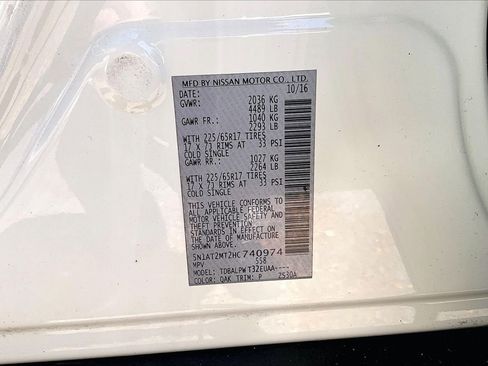 MFD BY NISSAN MOTOR CO., LTD.
DATE: 10/16
GVWR: 2036 KG
4489 LB
GAWR FR.: 1040 KG
2293 LB
WITH 225/65R17 TIRES
17 X 7J RIMS AT 33 PSI
COLD SINGLE
GAWR RR.: 1027 KG
2264 LB
WITH 225/65R17 TIRES
17 X 7J RIMS AT 33 PSI
COLD SINGLE
THIS VEHICLE CONFORMS TO
ALL APPLICABLE FEDERAL
MOTOR VEHICLE SAFETY AND
THEFT PREVENTION
STANDARDS IN EFFECT ON THE
DATE OF MANUFACTURE
SHOWN ABOVE.
5N1AT2MT2HC740974
MPV S58
MODEL: TDBALPWT32EUAA----
COLOR: QAK TRIM: P 2530A